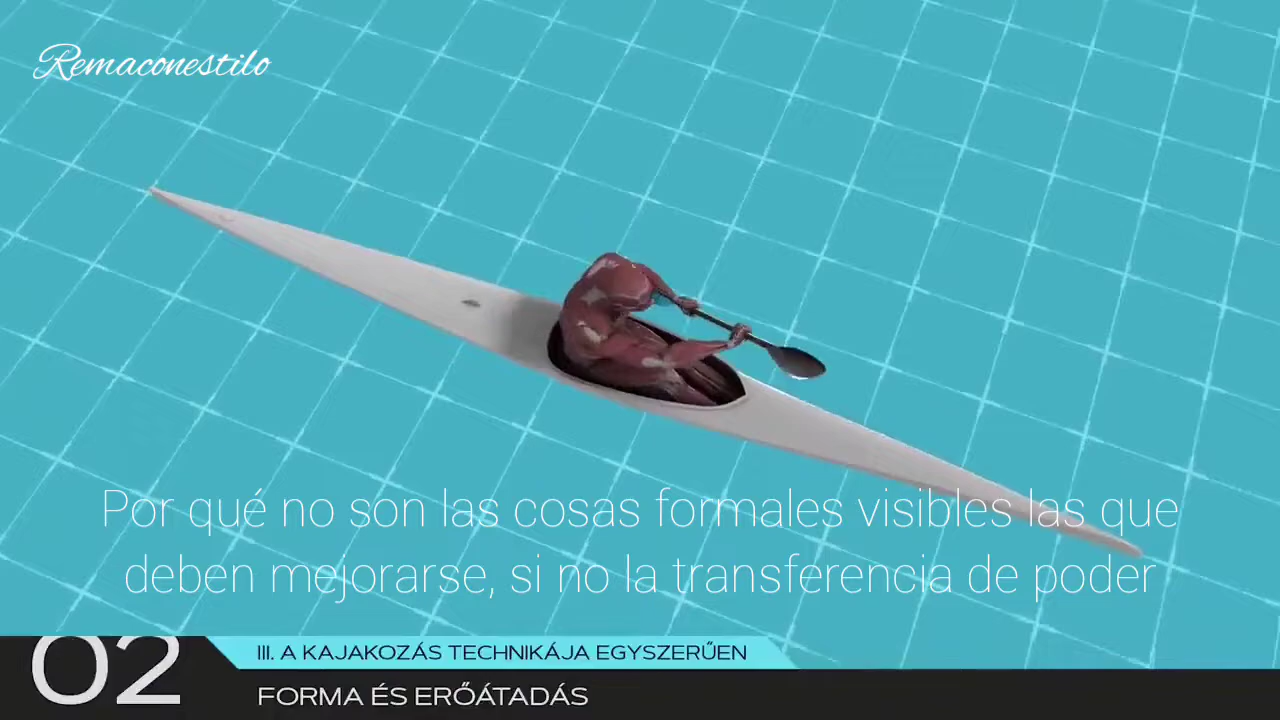 Remaconestilo
Por qué no son las cosas formales visibles las que
deben mejorarse, si no la transferencia de poder
02
III. A KAJAKOZÁS TECHNIKÁJA EGYSZERŰEN
FORMA ÉS ERŐÁTADÁS